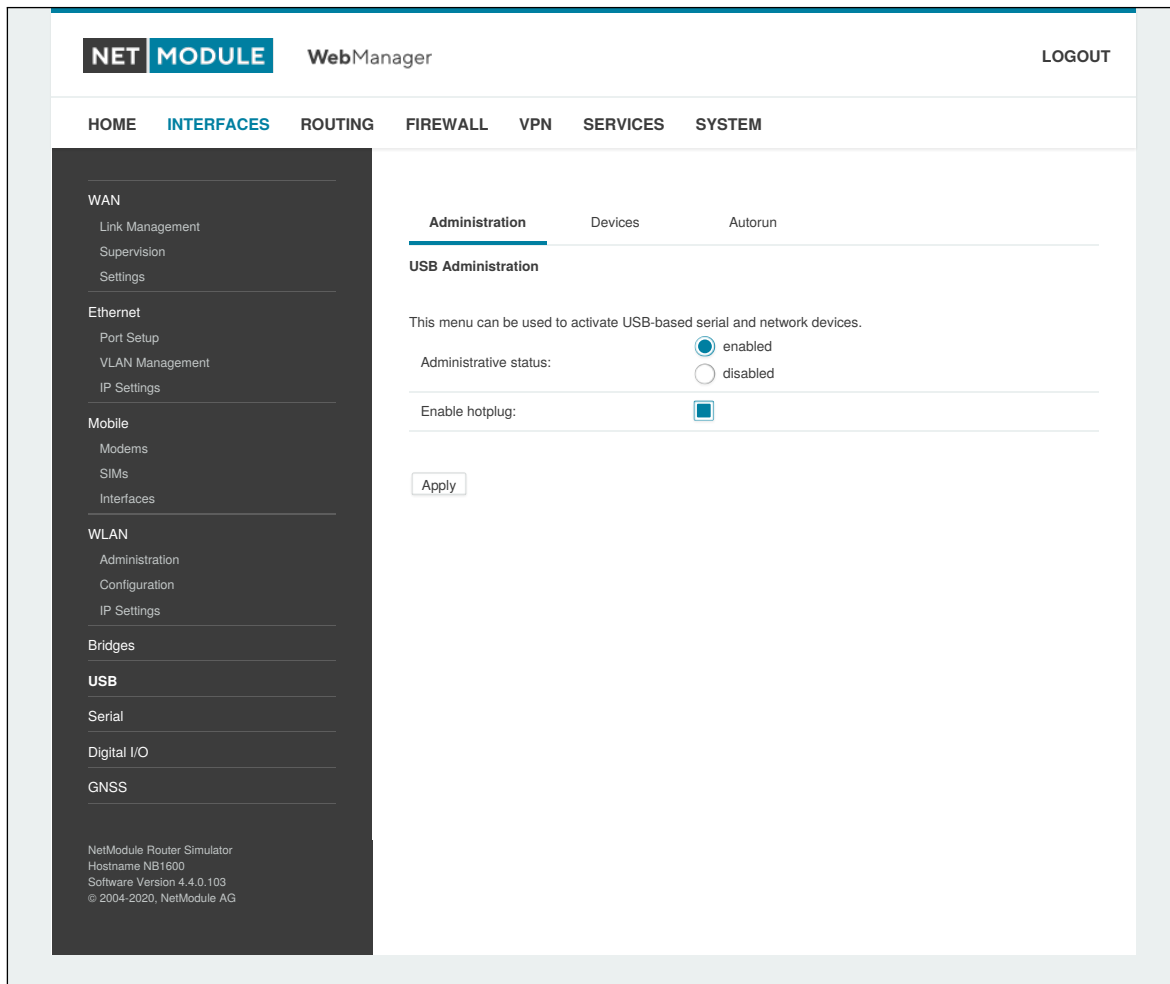 NET MODULE WebManager LOGOUT
HOME INTERFACES ROUTING FIREWALL VPN SERVICES SYSTEM
WAN
Link Management
Supervision
Settings
Ethernet
Port Setup
VLAN Management
IP Settings
Mobile
Modems
SIMs
Interfaces
WLAN
Administration
Configuration
IP Settings
Bridges
USB
Serial
Digital I/O
GNSS
NetModule Router Simulator
Hostname NB1600
Software Version 4.4.0.103
© 2004-2020, NetModule AG
Administration Devices Autorun
USB Administration
This menu can be used to activate USB-based serial and network devices.
Administrative status:
enabled
disabled
Enable hotplug:
Apply